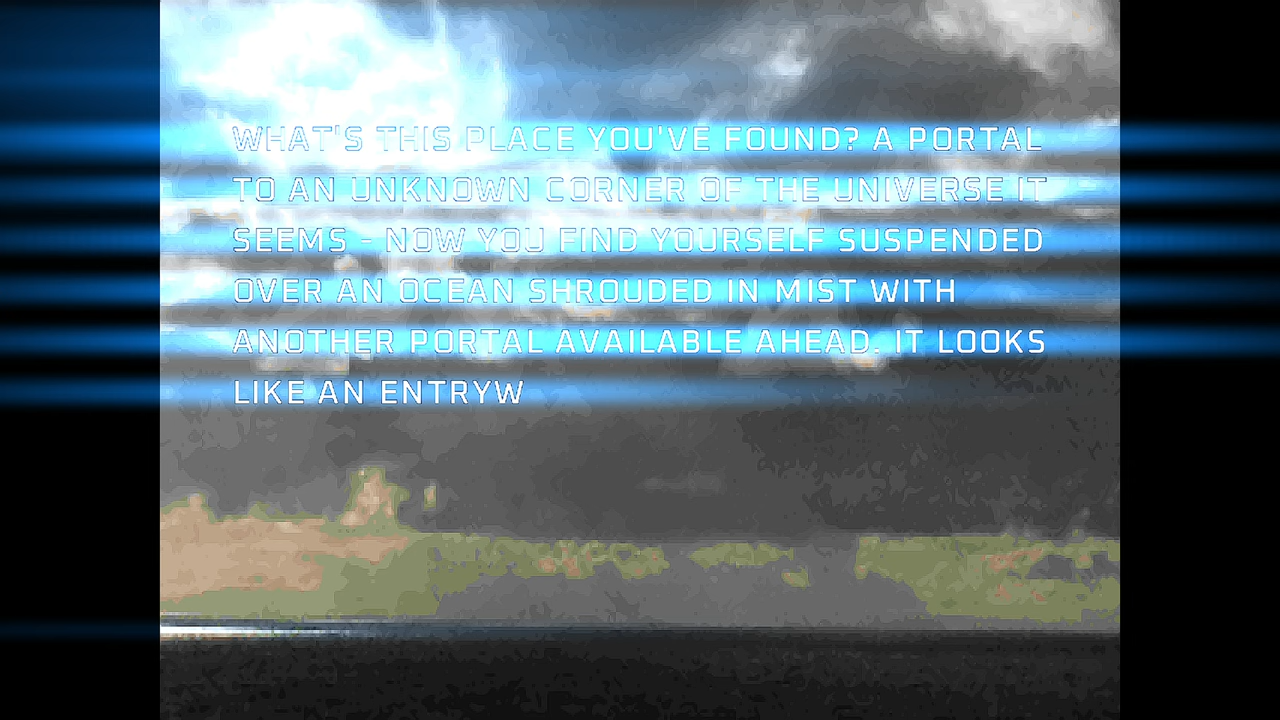 WHAT'S THIS PLACE YOU'VE FOUND? A PORTAL
TO AN UNKNOWN CORNER OF THE UNIVERSE IT
SEEMS - NOW YOU FIND YOURSELF SUSPENDED
OVER AN OCEAN SHROUDED IN MIST WITH
ANOTHER PORTAL AVAILABLE AHEAD. IT LOOKS
LIKE AN ENTRYW